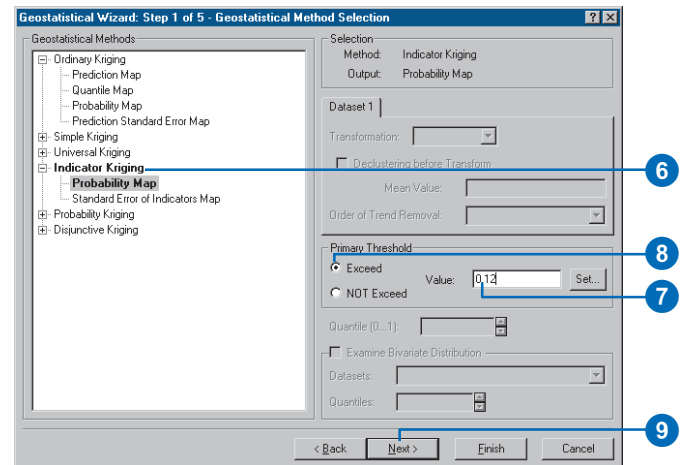 Geostatistical Wizard: Step 1 of 5 - Geostatistical Method Selection
Geostatistical Methods
Ordinary Kriging
Prediction Map
Quantile Map
Probability Map
Prediction Standard Error Map
Simple Kriging
Universal Kriging
Indicator Kriging
Probability Map
Standard Error of Indicators Map
Probability Kriging
Disjunctive Kriging
Selection
Method: Indicator Kriging
Output: Probability Map
Dataset 1
Transformation:
Declustering before Transform
Mean Value:
Order of Trend Removal:
Primary Threshold
Exceed
NOT Exceed
Value: 0.12 Set...
Quantile (0...1):
Examine Bivariate Distribution
Datasets:
Quantiles:
< Back Next > Finish Cancel
6
8
7
9